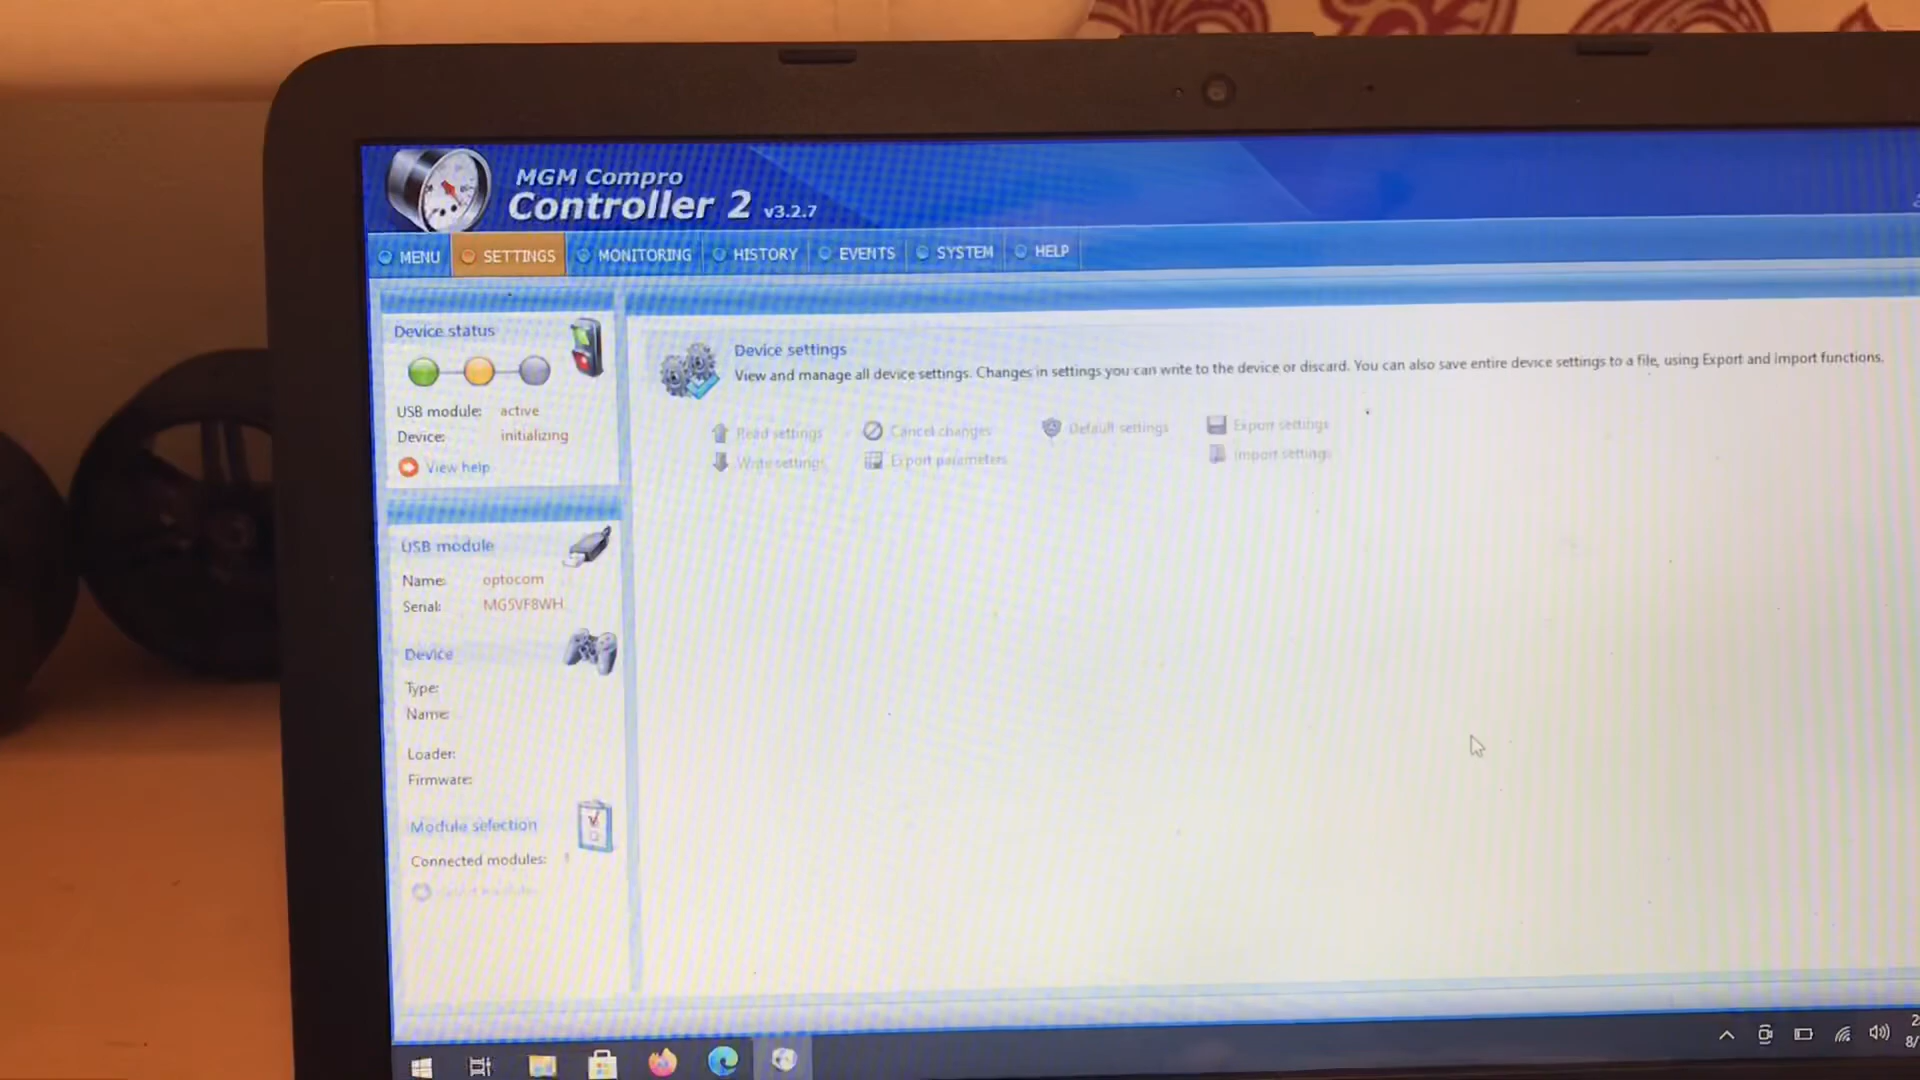 MGM Compro
Controller 2 v3.2.7
MENU SETTINGS MONITORING HISTORY EVENTS SYSTEM HELP
Device status
USB module: active
Device: initializing
View help
USB module
Name: optocom
Serial: MG5VF8WH
Device
Type:
Name:
Loader:
Firmware:
Module selection
Connected modules:
Device settings
View and manage all device settings. Changes in settings you can write to the device or discard. You can also save entire device settings to a file, using Export and Import functions.
Read settings Cancel changes Default settings Export settings
Write settings Export parameters Import settings